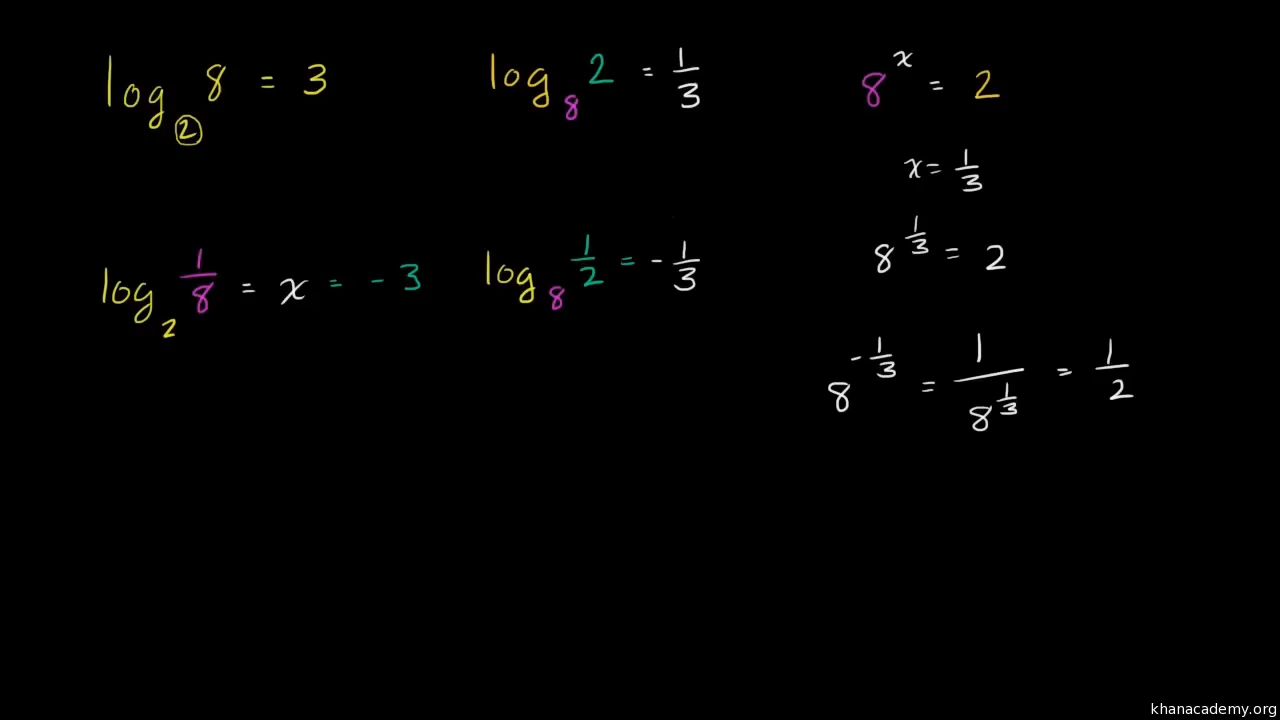 log₂ 8 = 3
log₈ 2 = 1/3
8ˣ = 2
x = 1/3
log₂ 1/8 = x = -3
log₈ 1/2 = -1/3
8^(1/3) = 2
8^(-1/3) = 1/8^(1/3) = 1/2
khanacademy.org